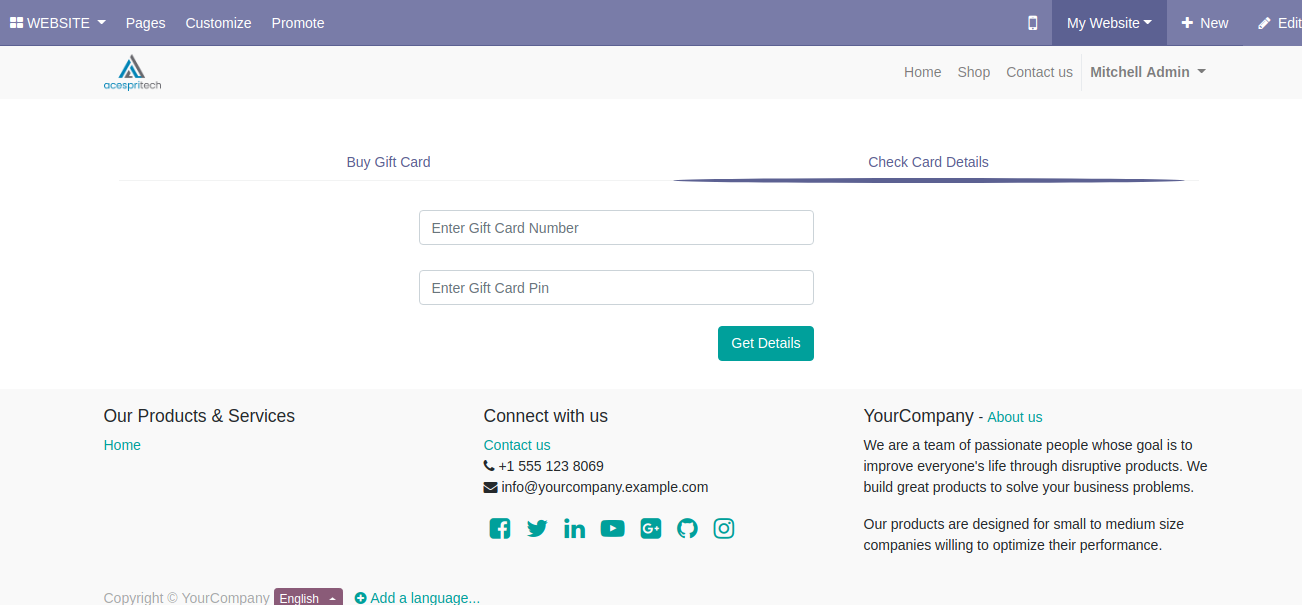 WEBSITE Pages Customize Promote My Website New Edit
acespritech Home Shop Contact us Mitchell Admin
Buy Gift Card Check Card Details
Enter Gift Card Number
Enter Gift Card Pin
Get Details
Our Products & Services
Home
Connect with us
Contact us
+1 555 123 8069
info@yourcompany.example.com
YourCompany - About us
We are a team of passionate people whose goal is to
improve everyone's life through disruptive products. We
build great products to solve your business problems.
Our products are designed for small to medium size
companies willing to optimize their performance.
Copyright © YourCompany English Add a language...